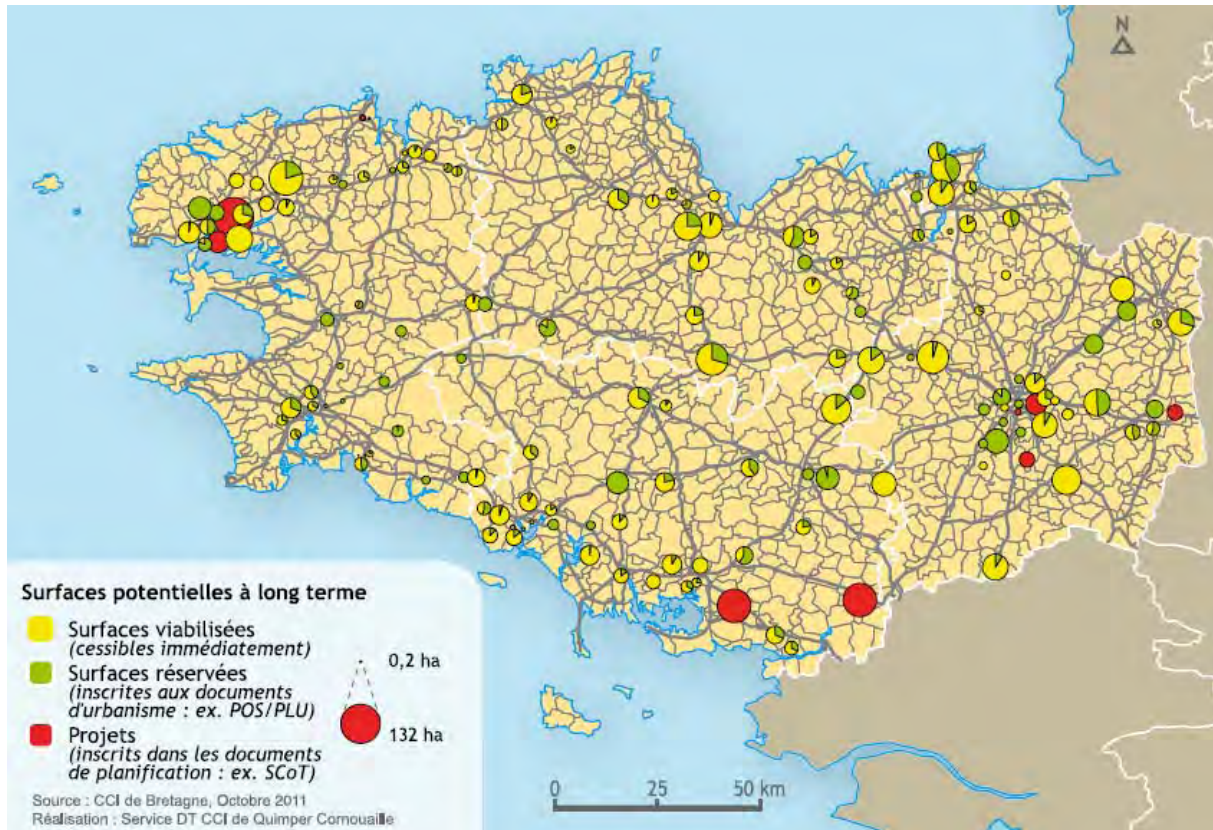 N
Surfaces potentielles à long terme
Surfaces viabilisées
(cessibles immédiatement)
Surfaces réservées
(inscrites aux documents
d'urbanisme : ex. POS/PLU)
Projets
(inscrits dans les documents
de planification : ex. SCoT)
0,2 ha
132 ha
Source : CCI de Bretagne, Octobre 2011
Réalisation : Service DT CCI de Quimper Cornouaille
0 25 50 km